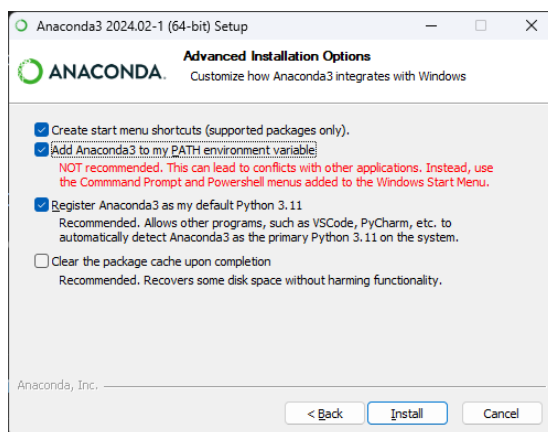 Anaconda3 2024.02-1 (64-bit) Setup
ANACONDA.
Advanced Installation Options
Customize how Anaconda3 integrates with Windows
Create start menu shortcuts (supported packages only).
Add Anaconda3 to my PATH environment variable
NOT recommended. This can lead to conflicts with other applications. Instead, use
the Commmand Prompt and Powershell menus added to the Windows Start Menu.
Register Anaconda3 as my default Python 3.11
Recommended. Allows other programs, such as VSCode, PyCharm, etc. to
automatically detect Anaconda3 as the primary Python 3.11 on the system.
Clear the package cache upon completion
Recommended. Recovers some disk space without harming functionality.
Anaconda, Inc.
< Back
Install
Cancel